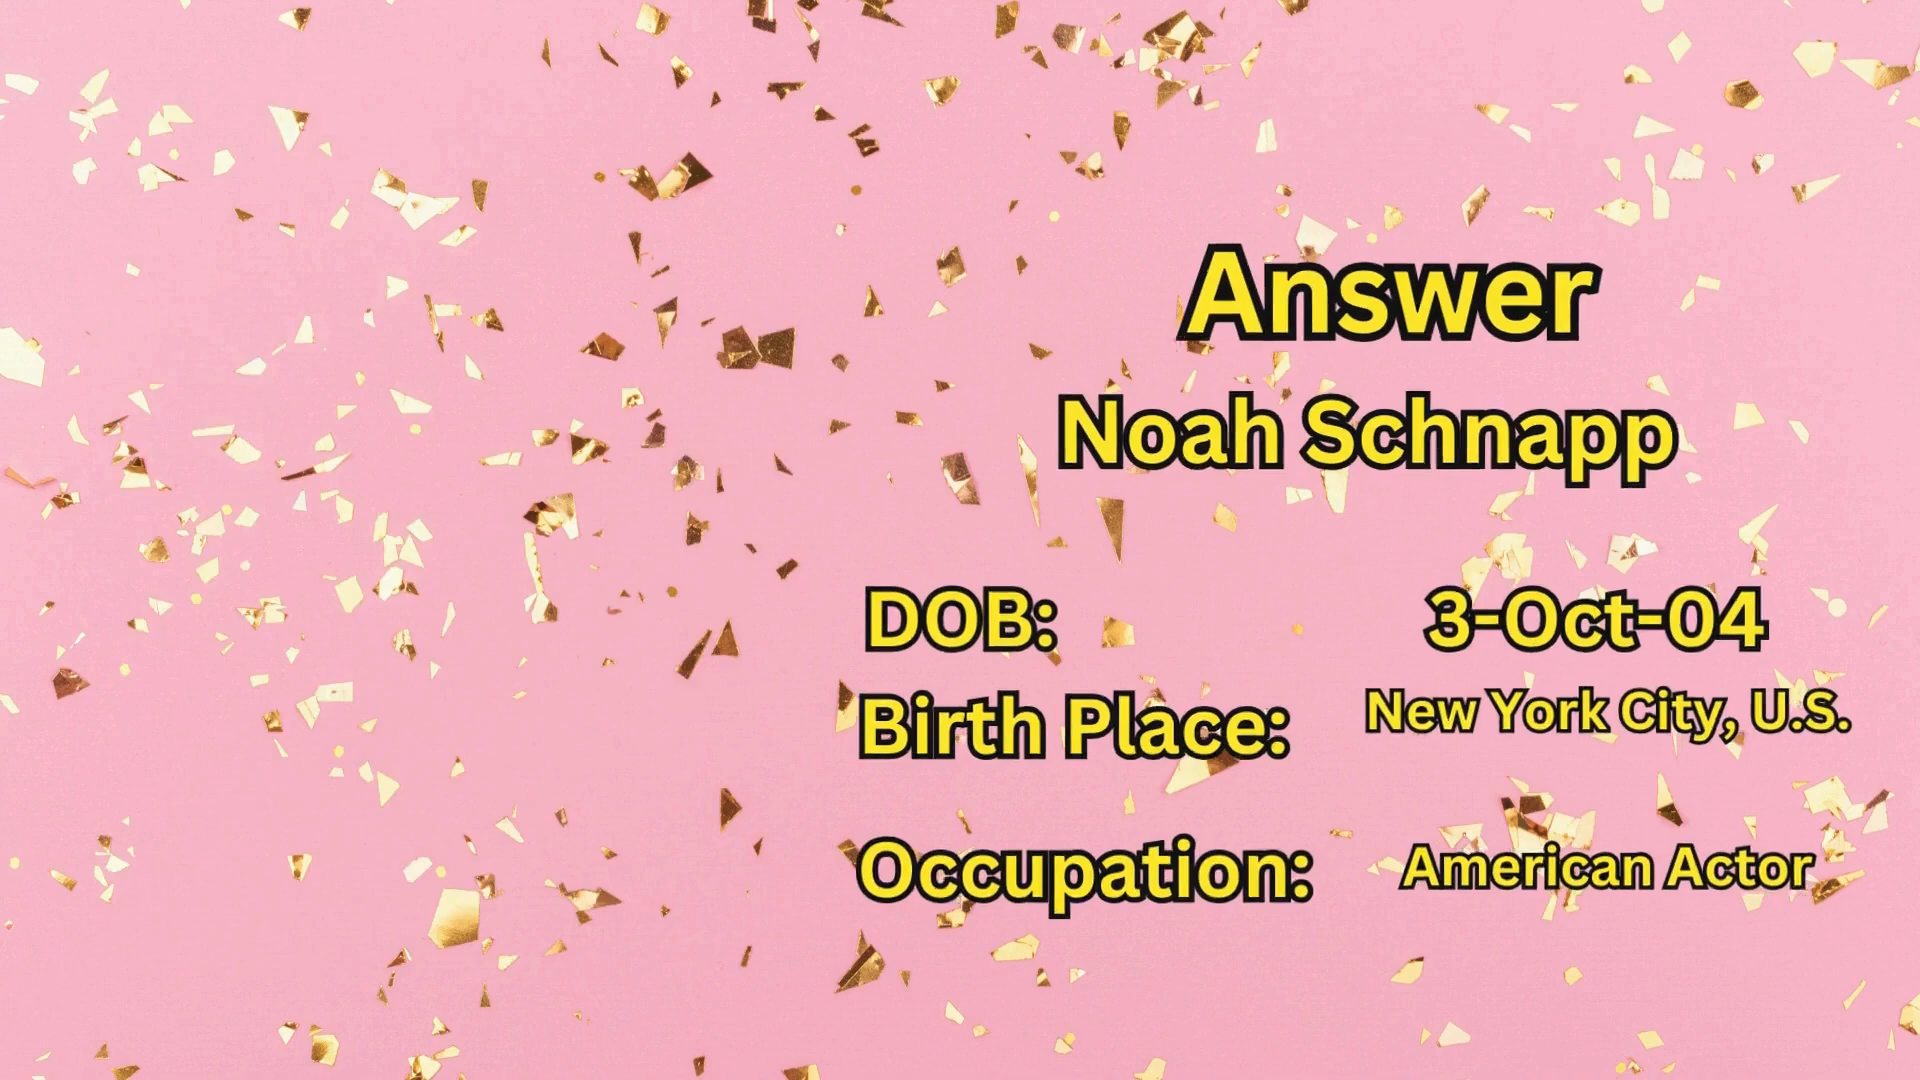 Answer
Noah Schnapp
DOB: 3-Oct-04
Birth Place: New York City, U.S.
Occupation: American Actor